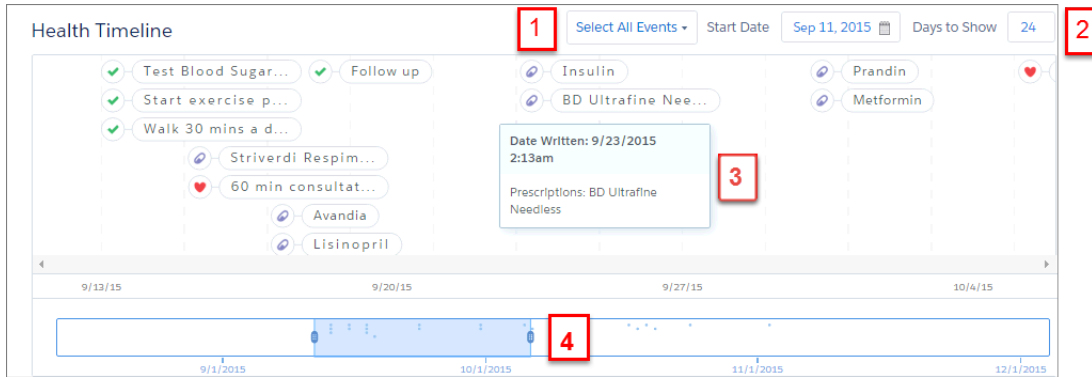 Health Timeline
1
Select All Events
Start Date
Sep 11, 2015
Days to Show
24
2
Test Blood Sugar...
Follow up
Insulin
Prandin
Start exercise p...
BD Ultrafine Nee...
Metformin
Walk 30 mins a d...
Date Written: 9/23/2015
2:13am
Prescriptions: BD Ultrafine
Needless
3
Striverdi Respim...
60 min consultat...
Avandia
Lisinopril
9/13/15
9/20/15
9/27/15
10/4/15
4
9/1/2015
10/1/2015
11/1/2015
12/1/2015